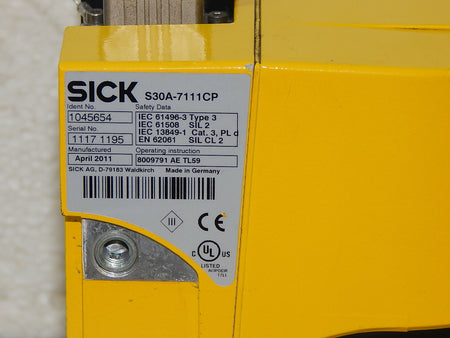 SICK S30A-7111CP
Ident No. Safety Data
1045654 IEC 61496-3 Type 3
IEC 61508 SIL 2
Serial No. IEC 13849-1 Cat. 3, PL d
1117 1195 EN 62061 SIL CL 2
Manufactured Operating instruction
April 2011 8009791 AE TL59
SICK AG, D-79183 Waldkirch Made in Germany
III CE
C UL US
LISTED